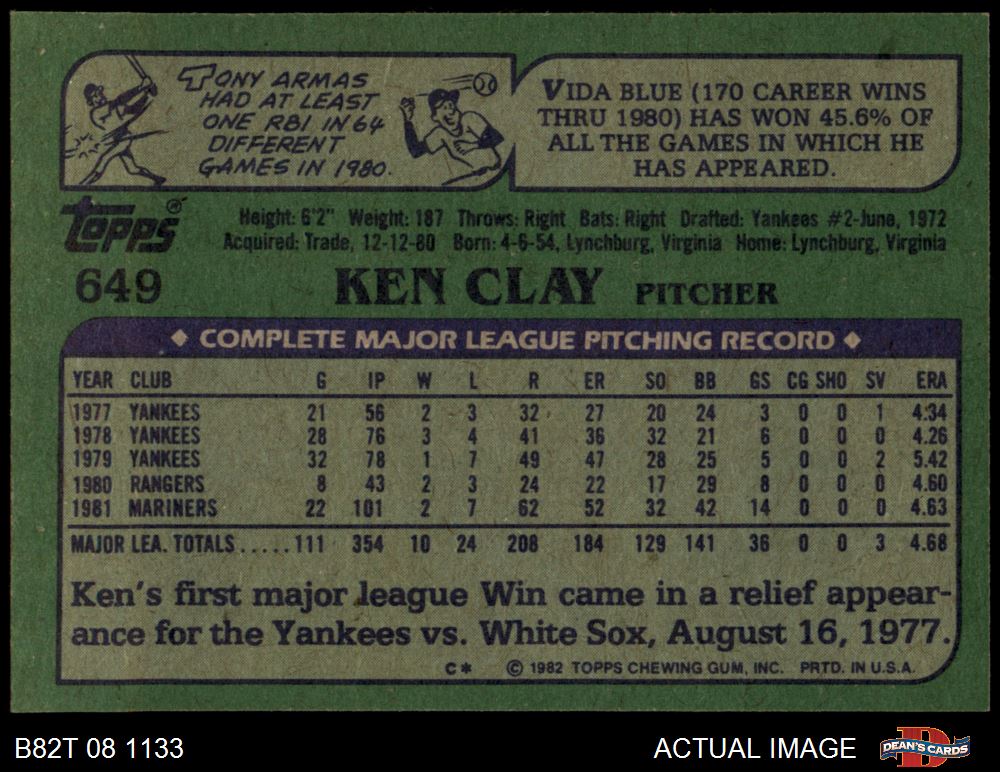 TONY ARMAS
HAD AT LEAST
ONE RBI IN 64
DIFFERENT
GAMES IN 1980.
VIDA BLUE (170 CAREER WINS
THRU 1980) HAS WON 45.6% OF
ALL THE GAMES IN WHICH HE
HAS APPEARED.
Topps ®
Height: 6'2" Weight: 187 Throws: Right Bats: Right Drafted: Yankees #2-June, 1972
Acquired: Trade, 12-12-80 Born: 4-6-54, Lynchburg, Virginia Home: Lynchburg, Virginia
649 KEN CLAY PITCHER
◆ COMPLETE MAJOR LEAGUE PITCHING RECORD ◆
YEAR CLUB G IP W L R ER SO BB GS CG SHO SV ERA
1977 YANKEES 21 56 2 3 32 27 20 24 3 0 0 1 4.34
1978 YANKEES 28 76 3 4 41 36 32 21 6 0 0 0 4.26
1979 YANKEES 32 78 1 7 49 47 28 25 5 0 0 2 5.42
1980 RANGERS 8 43 2 3 24 22 17 29 8 0 0 0 4.60
1981 MARINERS 22 101 2 7 62 52 32 42 14 0 0 0 4.63
MAJOR LEA. TOTALS.....111 354 10 24 208 184 129 141 36 0 0 3 4.68
Ken's first major league Win came in a relief appear-
ance for the Yankees vs. White Sox, August 16, 1977.
C* © 1982 TOPPS CHEWING GUM, INC. PRTD. IN U.S.A.
B82T 08 1133 ACTUAL IMAGE D DEAN'S CARDS